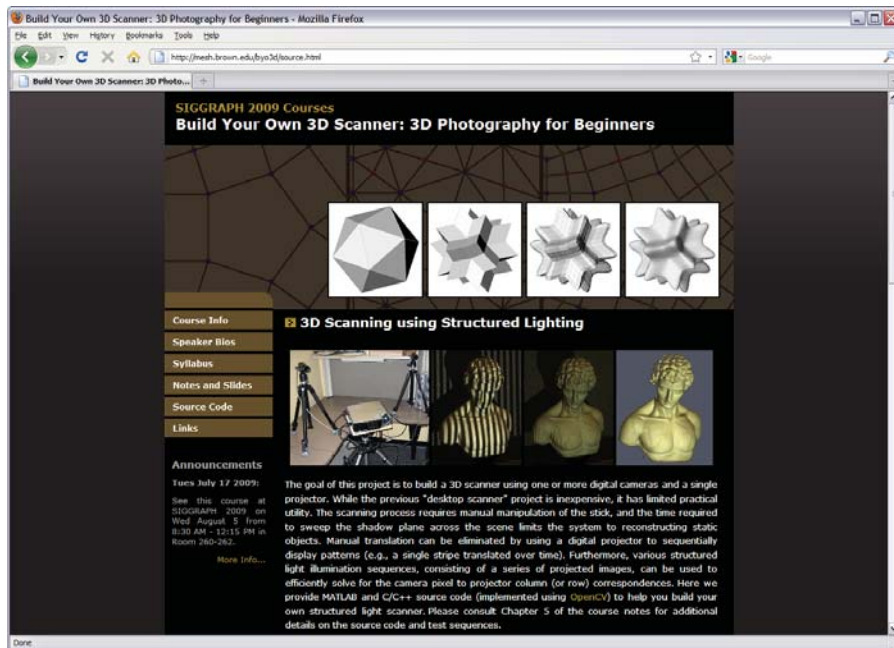 Build Your Own 3D Scanner: 3D Photography for Beginners - Mozilla Firefox
File Edit View History Bookmarks Tools Help
http://mesh.brown.edu/byo3d/source.html
Google
Build Your Own 3D Scanner: 3D Photo...
SIGGRAPH 2009 Courses
Build Your Own 3D Scanner: 3D Photography for Beginners
Course Info
Speaker Bios
Syllabus
Notes and Slides
Source Code
Links
Announcements
Tues July 17 2009:
See this course at
SIGGRAPH 2009 on
Wed August 5 from
8:30 AM - 12:15 PM in
Room 260-262.
More Info...
3D Scanning using Structured Lighting
The goal of this project is to build a 3D scanner using one or more digital cameras and a single
projector. While the previous "desktop scanner" project is inexpensive, it has limited practical
utility. The scanning process requires manual manipulation of the stick, and the time required
to sweep the shadow plane across the scene limits the system to reconstructing static
objects. Manual translation can be eliminated by using a digital projector to sequentially
display patterns (e.g., a single stripe translated over time). Furthermore, various structured
light illumination sequences, consisting of a series of projected images, can be used to
efficiently solve for the camera pixel to projector column (or row) correspondences. Here we
provide MATLAB and C/C++ source code (implemented using OpenCV) to help you build your
own structured light scanner. Please consult Chapter 5 of the course notes for additional
details on the source code and test sequences.
Done